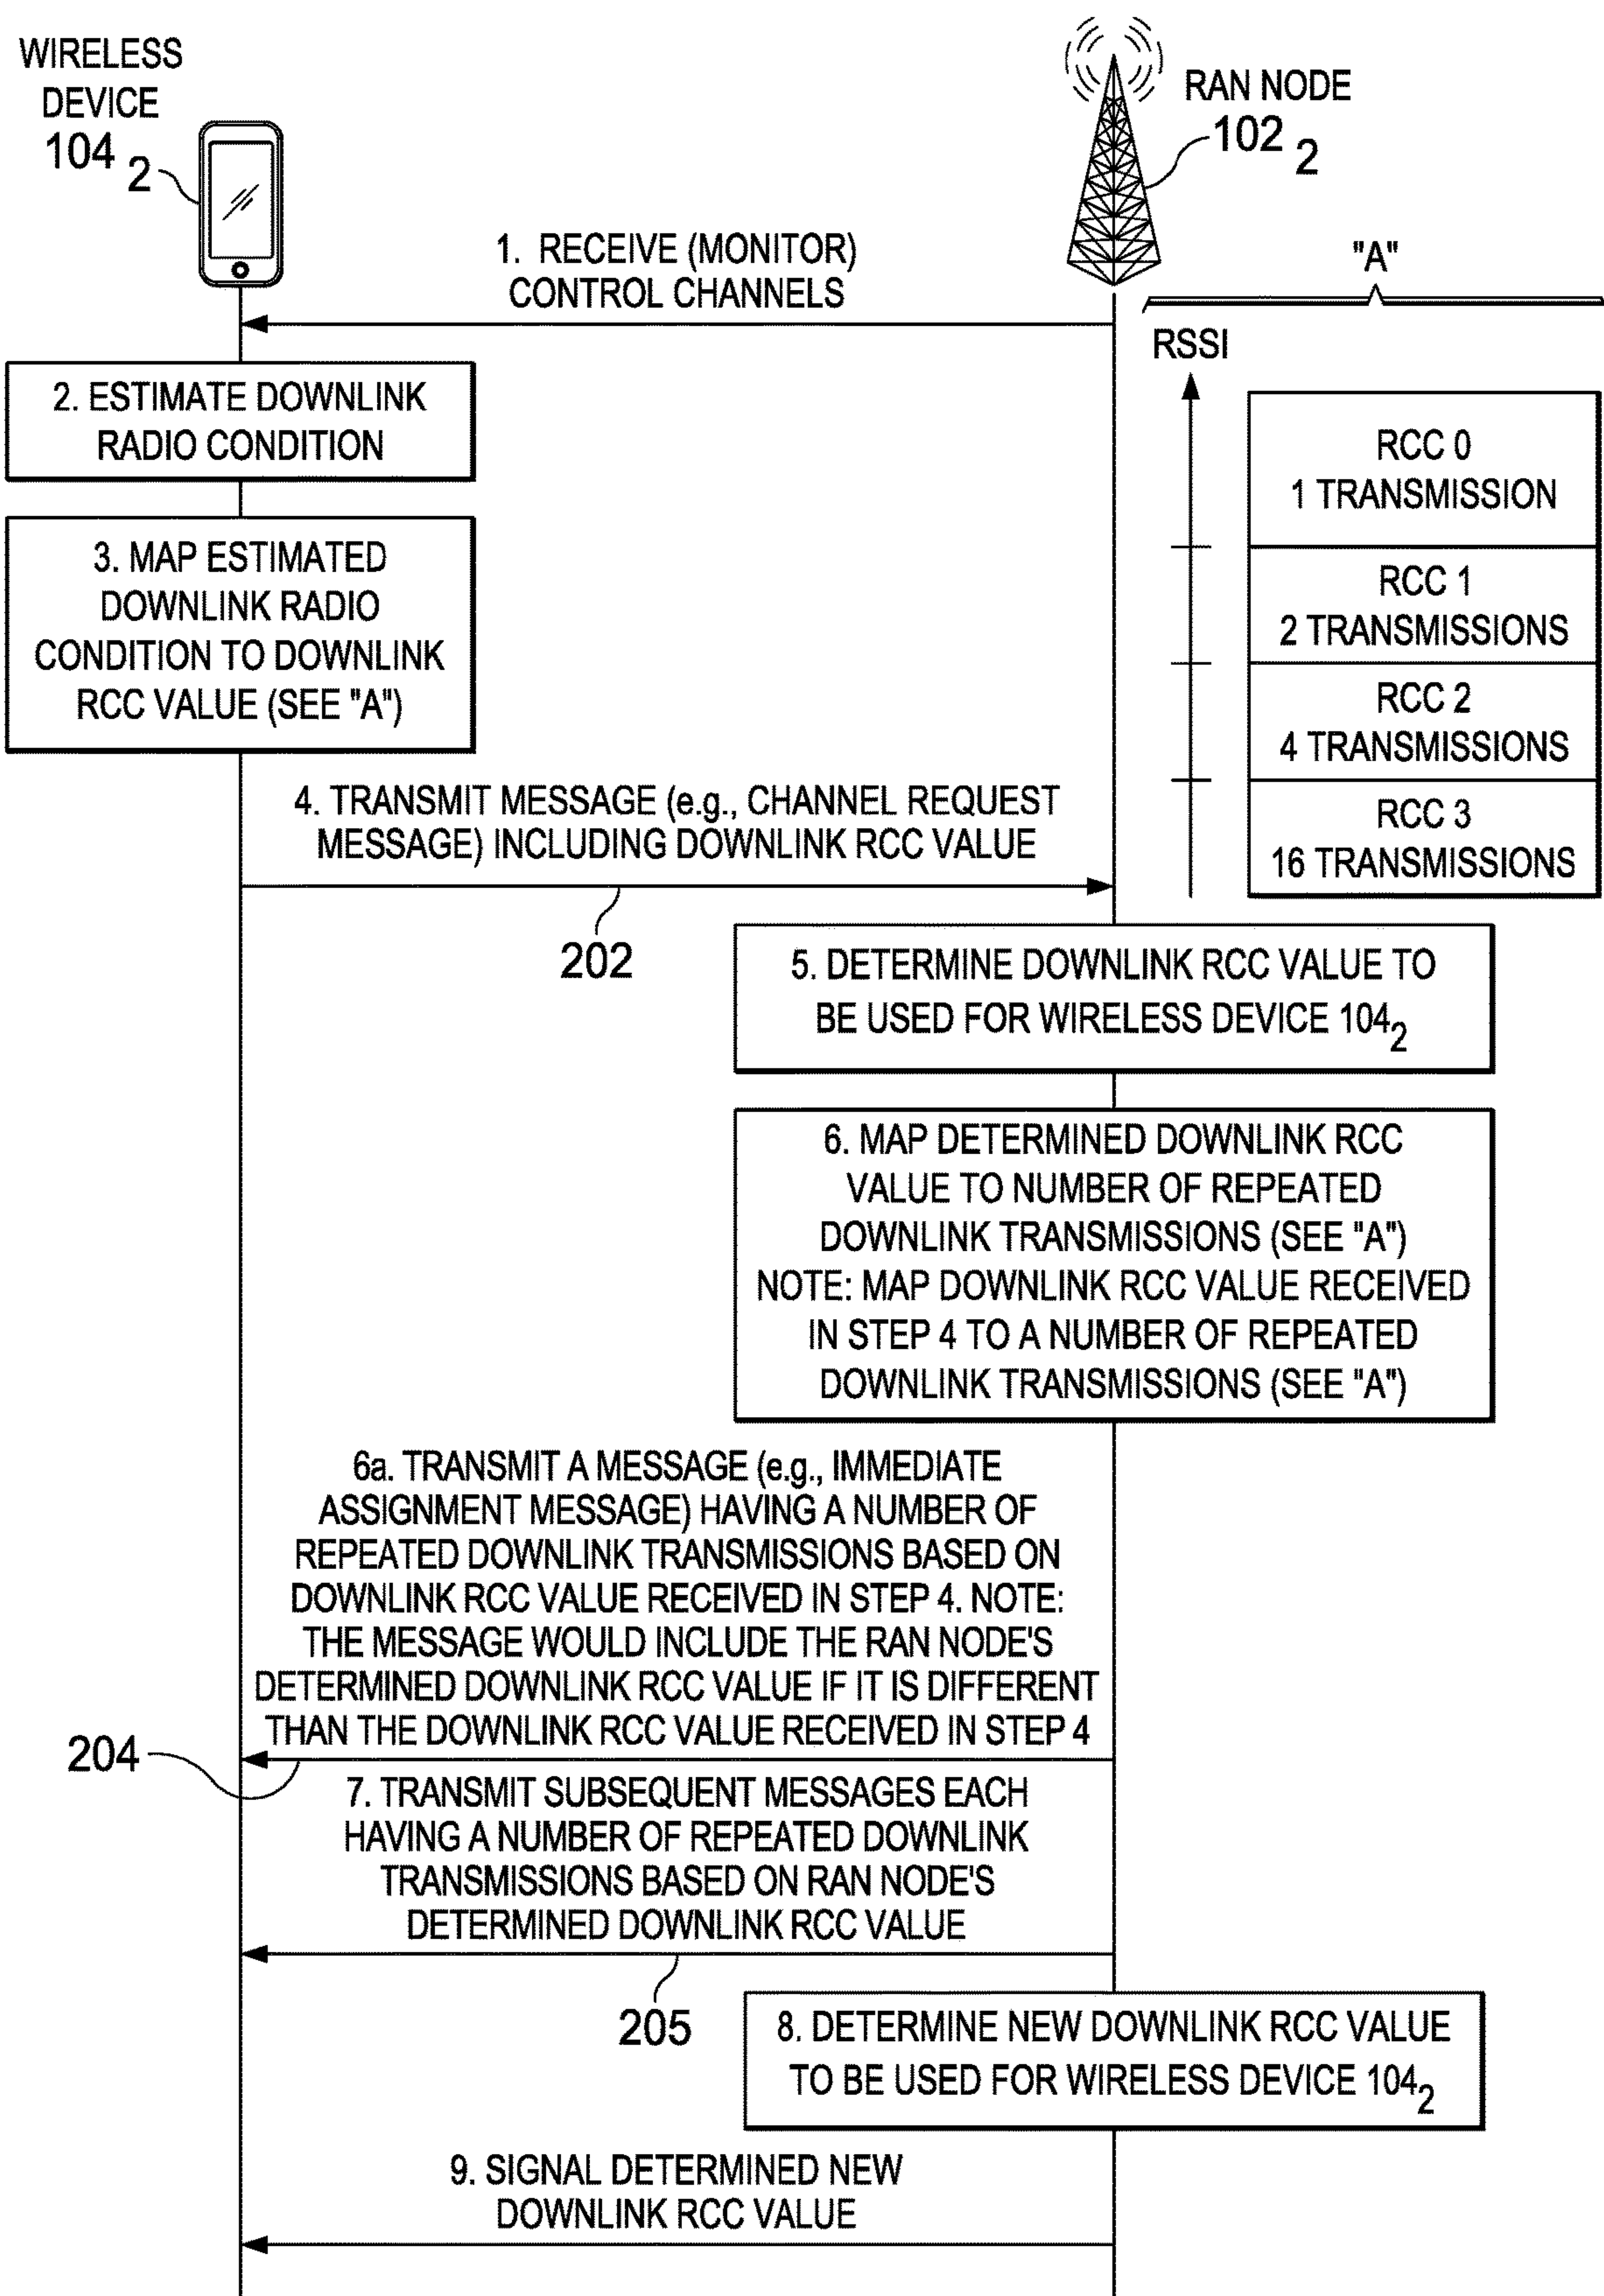 WIRELESS
DEVICE
104 2
RAN NODE
102 2
1. RECEIVE (MONITOR)
CONTROL CHANNELS
"A"
RSSI
RCC 0
1 TRANSMISSION
RCC 1
2 TRANSMISSIONS
RCC 2
4 TRANSMISSIONS
RCC 3
16 TRANSMISSIONS
2. ESTIMATE DOWNLINK
RADIO CONDITION
3. MAP ESTIMATED
DOWNLINK RADIO
CONDITION TO DOWNLINK
RCC VALUE (SEE "A")
4. TRANSMIT MESSAGE (e.g., CHANNEL REQUEST
MESSAGE) INCLUDING DOWNLINK RCC VALUE
202
5. DETERMINE DOWNLINK RCC VALUE TO
BE USED FOR WIRELESS DEVICE 104₂
6. MAP DETERMINED DOWNLINK RCC
VALUE TO NUMBER OF REPEATED
DOWNLINK TRANSMISSIONS (SEE "A")
NOTE: MAP DOWNLINK RCC VALUE RECEIVED
IN STEP 4 TO A NUMBER OF REPEATED
DOWNLINK TRANSMISSIONS (SEE "A")
6a. TRANSMIT A MESSAGE (e.g., IMMEDIATE
ASSIGNMENT MESSAGE) HAVING A NUMBER OF
REPEATED DOWNLINK TRANSMISSIONS BASED ON
DOWNLINK RCC VALUE RECEIVED IN STEP 4. NOTE:
THE MESSAGE WOULD INCLUDE THE RAN NODE'S
DETERMINED DOWNLINK RCC VALUE IF IT IS DIFFERENT
THAN THE DOWNLINK RCC VALUE RECEIVED IN STEP 4
204
7. TRANSMIT SUBSEQUENT MESSAGES EACH
HAVING A NUMBER OF REPEATED DOWNLINK
TRANSMISSIONS BASED ON RAN NODE'S
DETERMINED DOWNLINK RCC VALUE
205
8. DETERMINE NEW DOWNLINK RCC VALUE
TO BE USED FOR WIRELESS DEVICE 104₂
9. SIGNAL DETERMINED NEW
DOWNLINK RCC VALUE